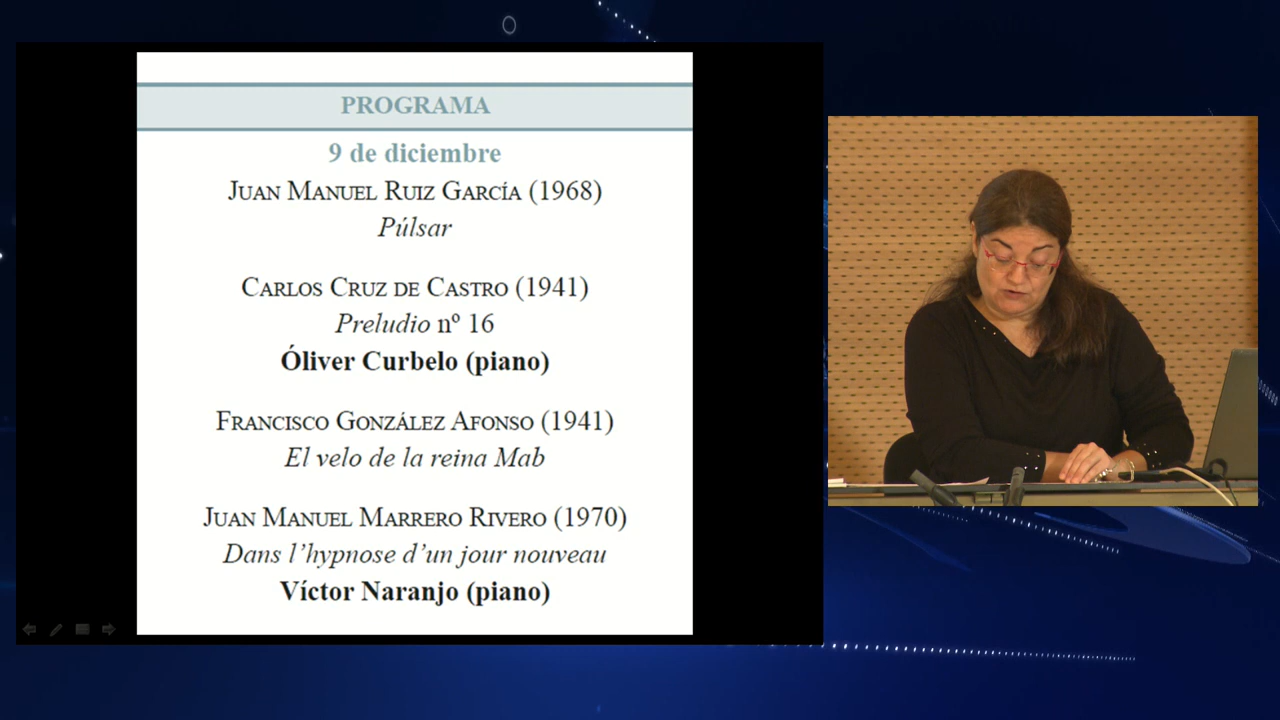 PROGRAMA
9 de diciembre
JUAN MANUEL RUIZ GARCÍA (1968)
Púlsar
CARLOS CRUZ DE CASTRO (1941)
Preludio nº 16
Óliver Curbelo (piano)
FRANCISCO GONZÁLEZ AFONSO (1941)
El velo de la reina Mab
JUAN MANUEL MARRERO RIVERO (1970)
Dans l’hypnose d’un jour nouveau
Víctor Naranjo (piano)